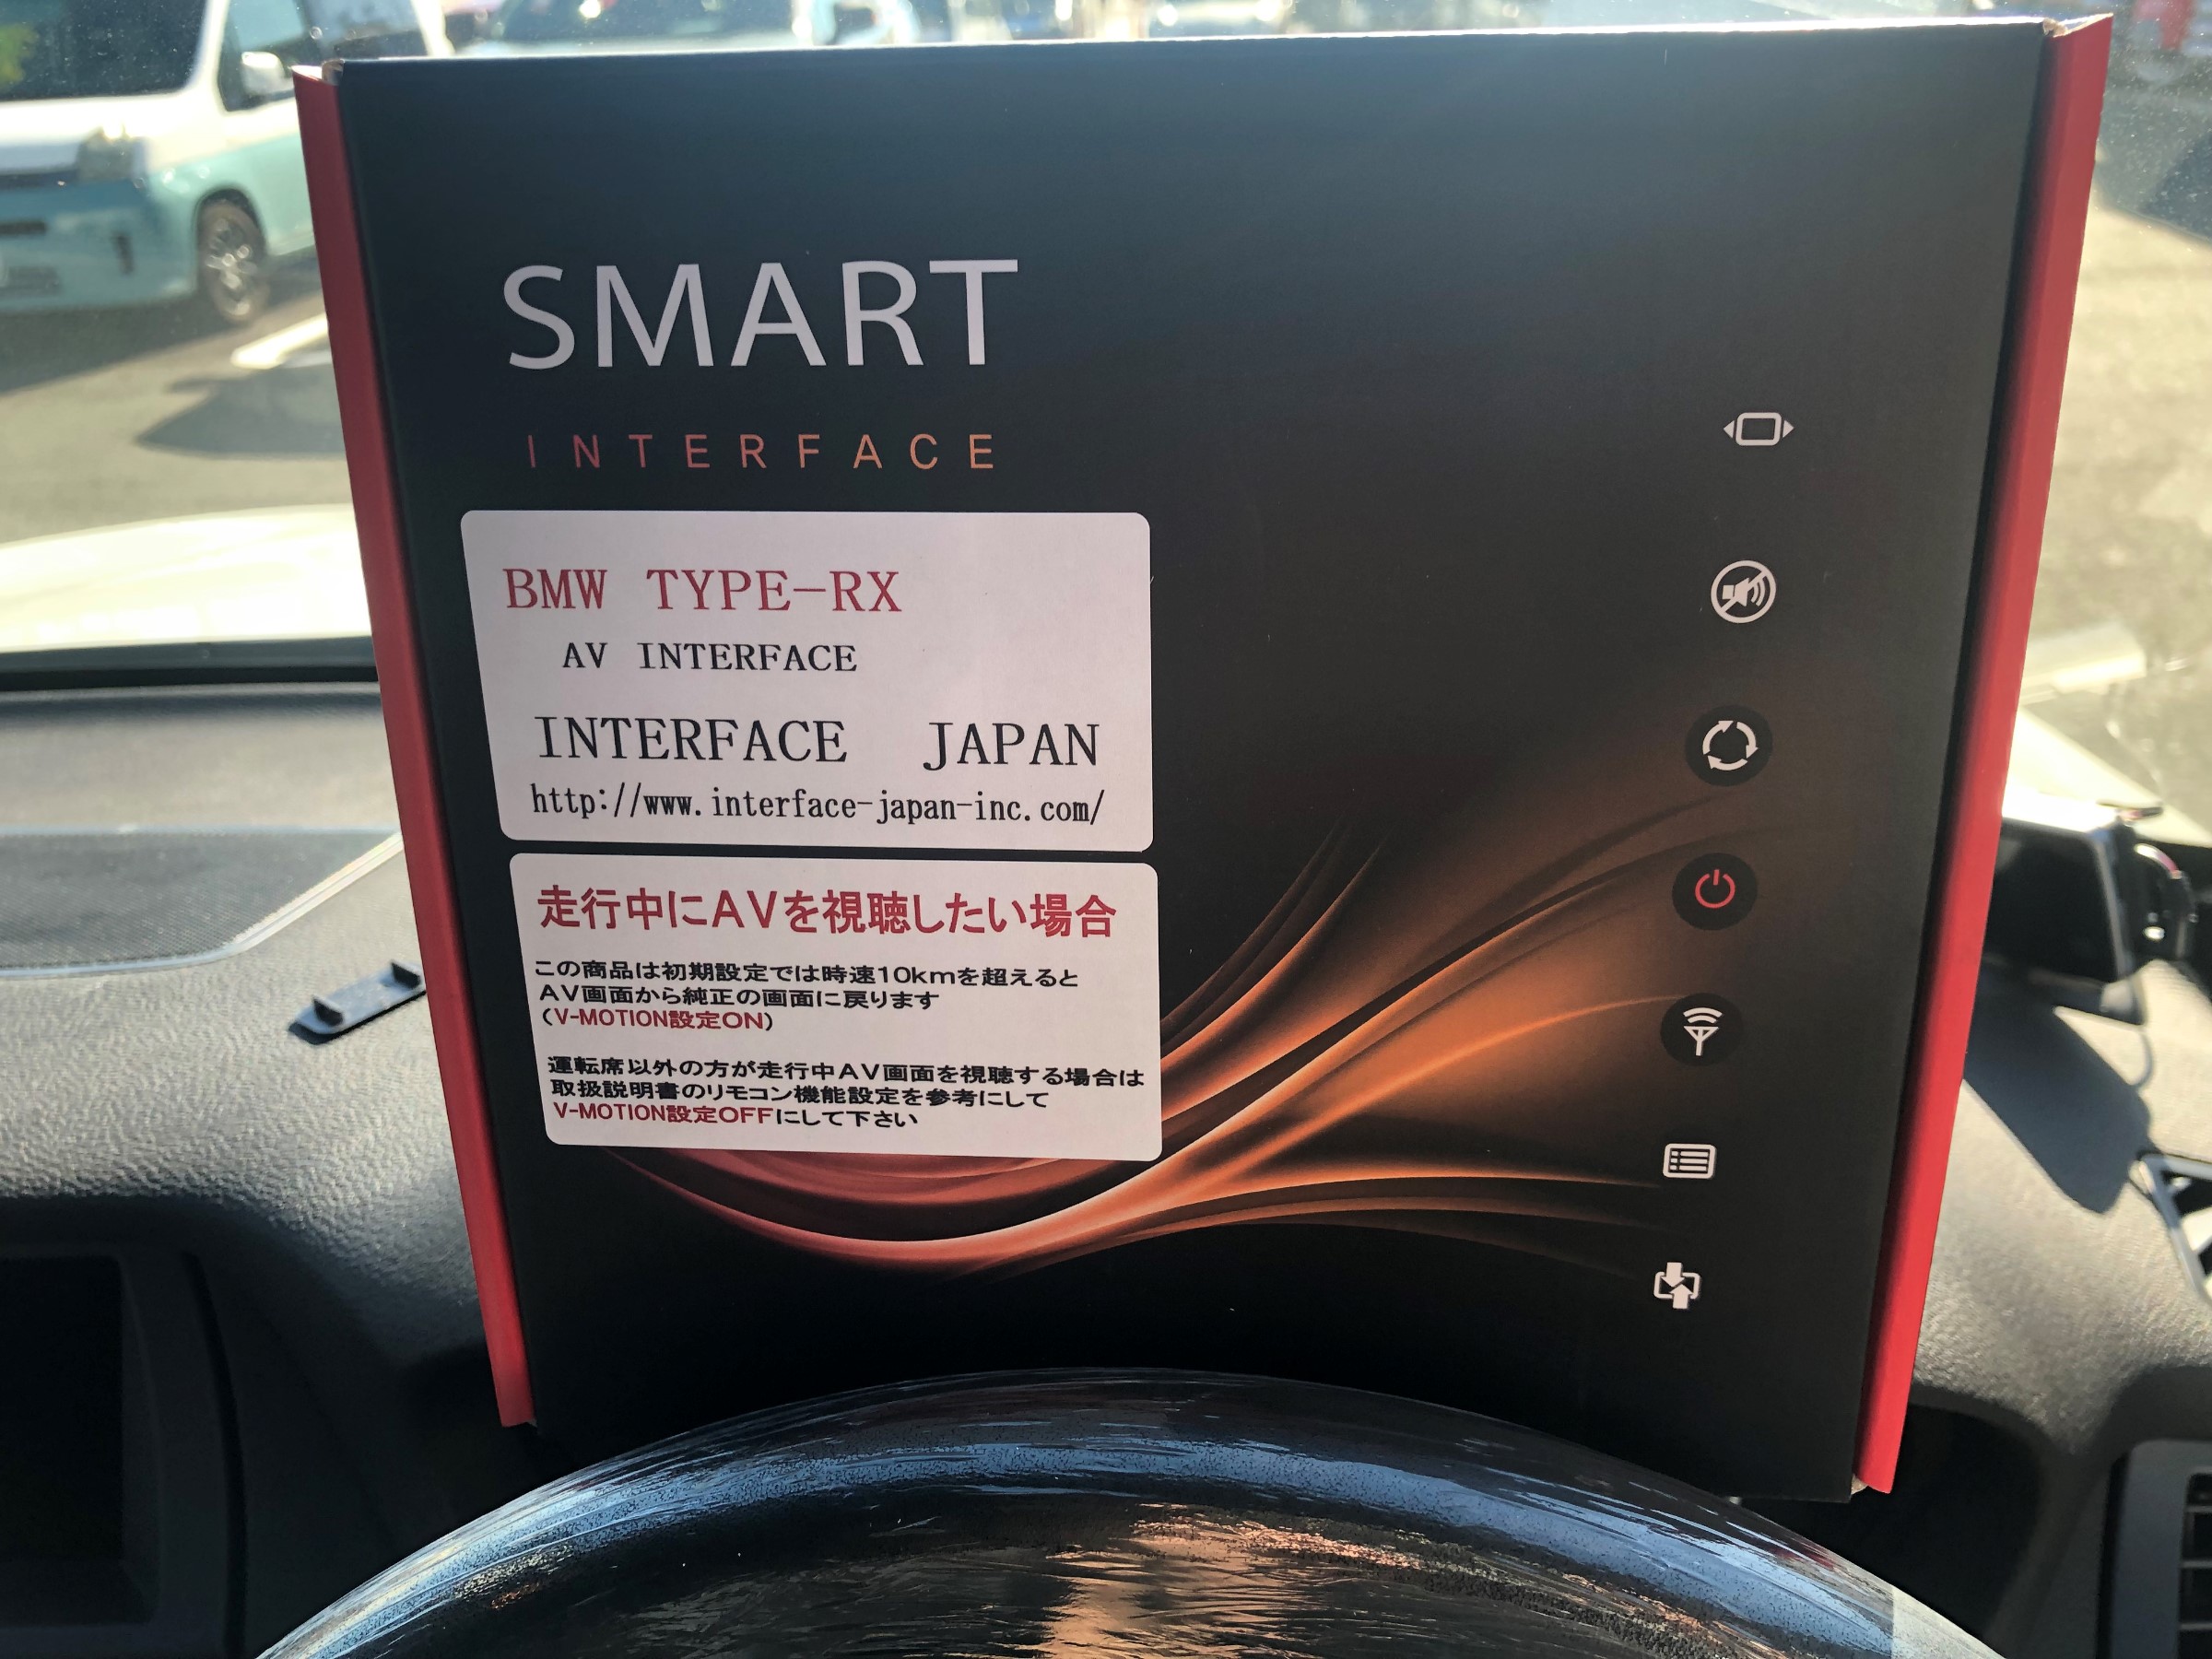 SMART
INTERFACE
BMW TYPE-RX
AV INTERFACE
INTERFACE JAPAN
http://www.interface-japan-inc.com/
走行中にAVを視聴したい場合
この商品は初期設定では時速10kmを超えると
AV画面から純正の画面に戻ります
(V-MOTION設定ON)
運転席以外の方が走行中AV画面を視聴する場合は
取扱説明書のリモコン機能設定を参考にして
V-MOTION設定OFFにして下さい